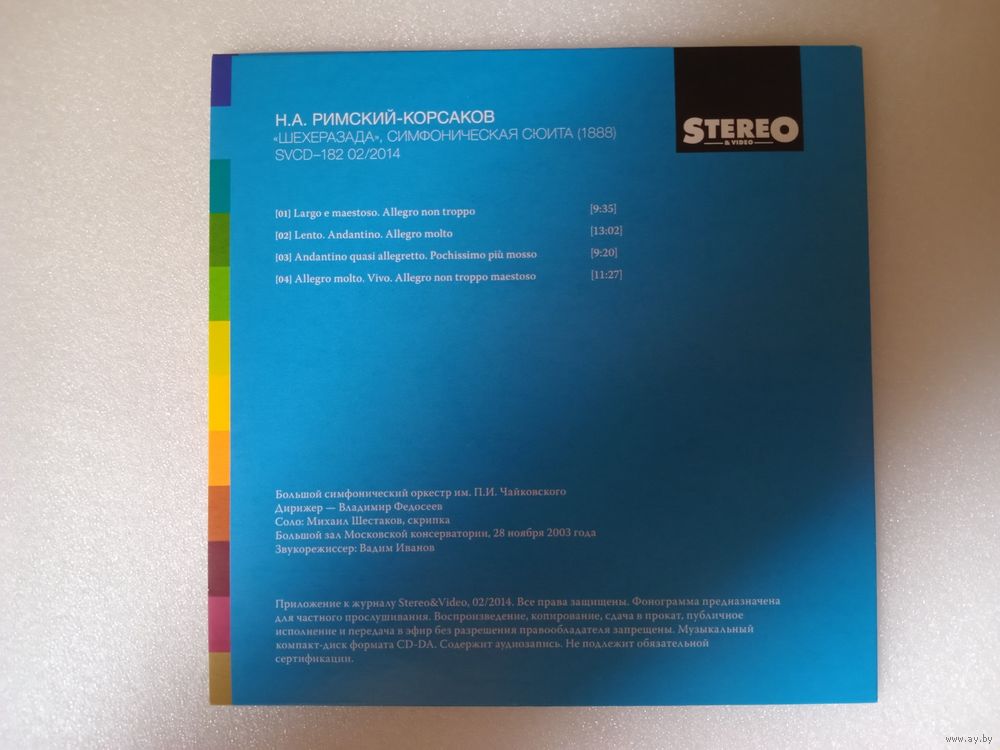 Н.А. РИМСКИЙ-КОРСАКОВ
«ШЕХЕРАЗАДА», СИМФОНИЧЕСКАЯ СЮИТА (1888)
SVCD–182 02/2014
STEREO
& VIDEO
[01] Largo e maestoso. Allegro non troppo [9:35]
[02] Lento. Andantino. Allegro molto [13:02]
[03] Andantino quasi allegretto. Pochissimo più mosso [9:20]
[04] Allegro molto. Vivo. Allegro non troppo maestoso [11:27]
Большой симфонический оркестр им. П.И. Чайковского
Дирижер — Владимир Федосеев
Соло: Михаил Шестаков, скрипка
Большой зал Московской консерватории, 28 ноября 2003 года
Звукорежиссер: Вадим Иванов
Приложение к журналу Stereo&Video, 02/2014. Все права защищены. Фонограмма предназначена
для частного прослушивания. Воспроизведение, копирование, сдача в прокат, публичное
исполнение и передача в эфир без разрешения правообладателя запрещены. Музыкальный
компакт-диск формата CD-DA. Содержит аудиозапись. Не подлежит обязательной
сертификации.
www.ay.by